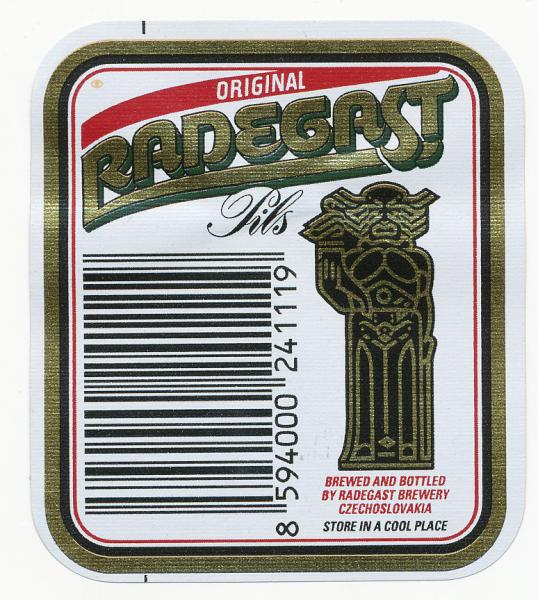 ORIGINAL
RADEGAST
Pils
8 594000 241119
BREWED AND BOTTLED
BY RADEGAST BREWERY
CZECHOSLOVAKIA
STORE IN A COOL PLACE